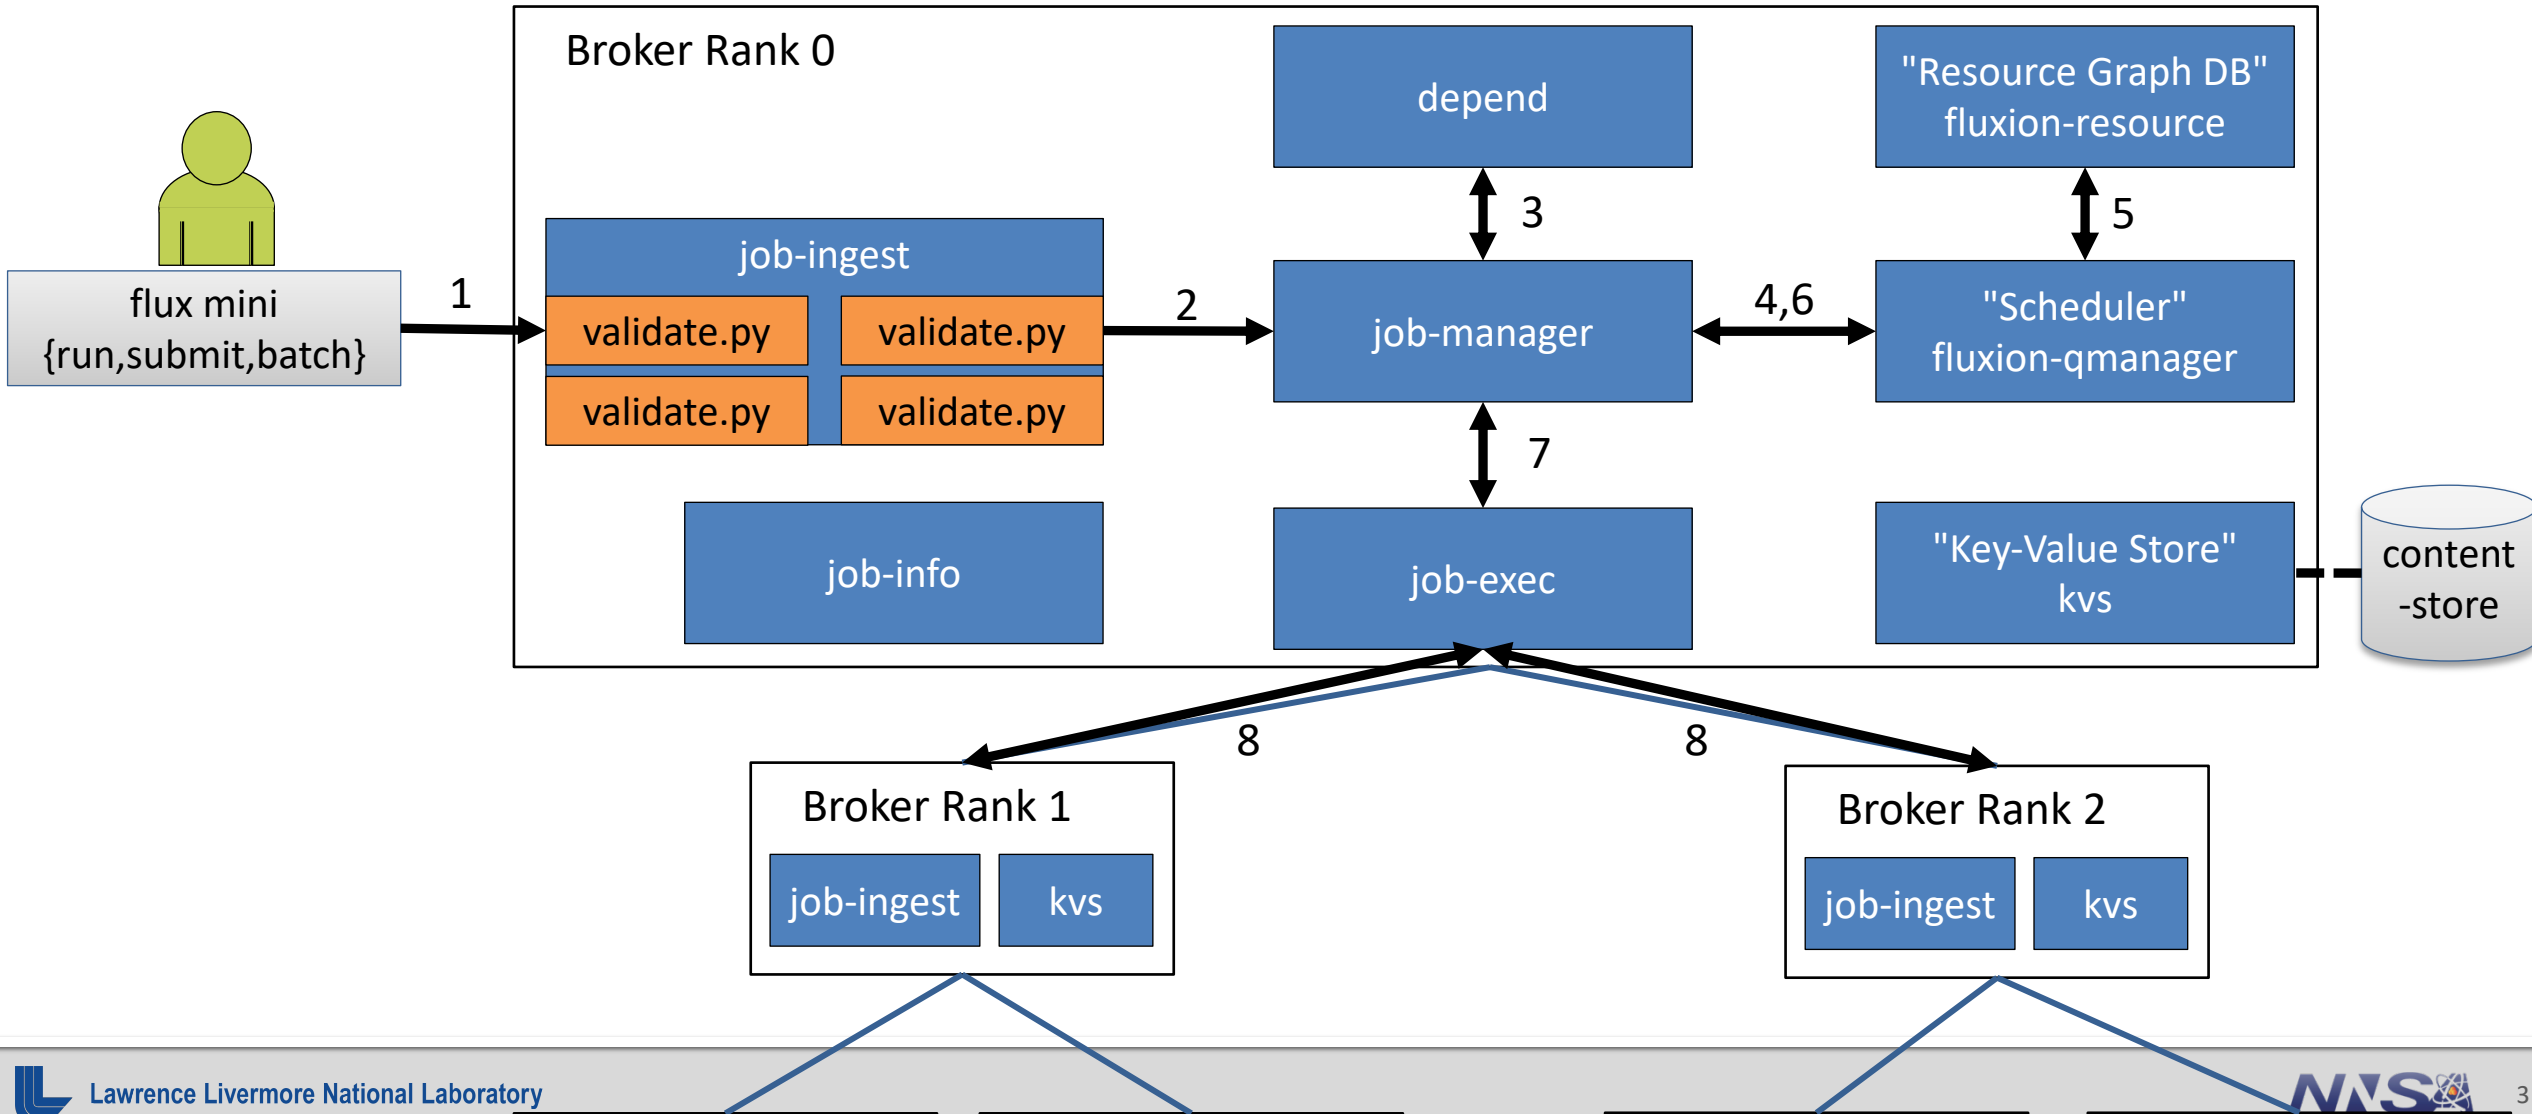 Broker Rank 0
depend
"Resource Graph DB"
fluxion-resource
3
5
job-ingest
flux mini
{run,submit,batch}
1
validate.py
validate.py
validate.py
validate.py
2
job-manager
4,6
"Scheduler"
fluxion-qmanager
7
job-info
job-exec
"Key-Value Store"
kvs
content
-store
8
8
Broker Rank 1
job-ingest
kvs
Broker Rank 2
job-ingest
kvs
Lawrence Livermore National Laboratory
NNSA
3